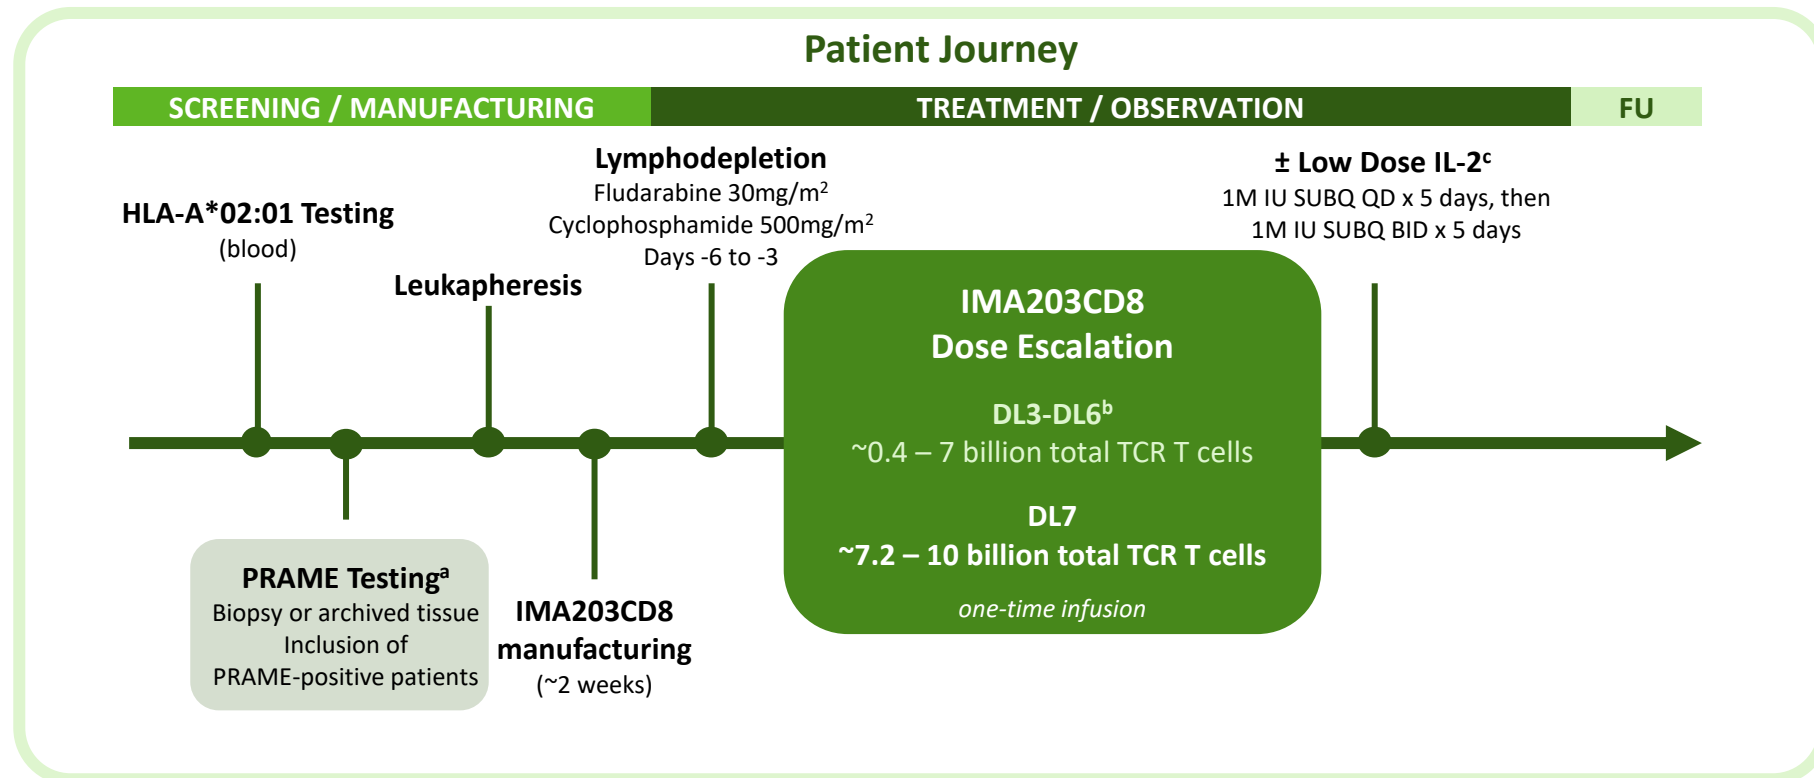 Patient Journey
SCREENING / MANUFACTURING
TREATMENT / OBSERVATION
FU
HLA-A*02:01 Testing
(blood)
PRAME Testingᵃ
Biopsy or archived tissue
Inclusion of
PRAME-positive patients
Leukapheresis
IMA203CD8
manufacturing
(~2 weeks)
Lymphodepletion
Fludarabine 30mg/m²
Cyclophosphamide 500mg/m²
Days -6 to -3
IMA203CD8
Dose Escalation
DL3-DL6ᵇ
~0.4 – 7 billion total TCR T cells
DL7
~7.2 – 10 billion total TCR T cells
one-time infusion
± Low Dose IL-2ᶜ
1M IU SUBQ QD x 5 days, then
1M IU SUBQ BID x 5 days